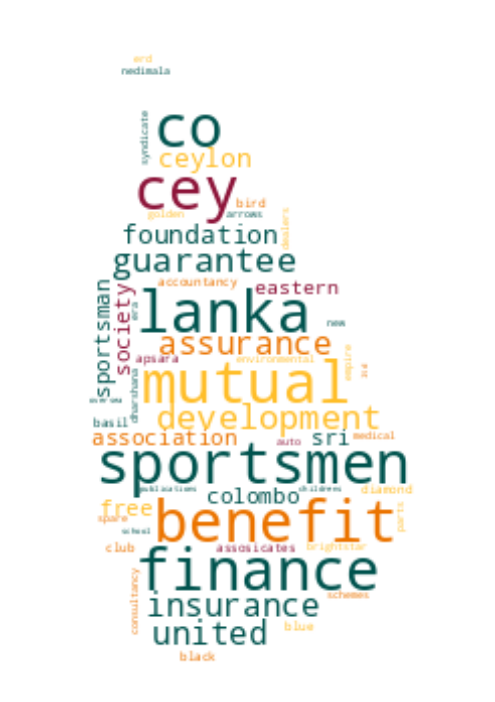 erd
nedimala
syndicate
co
ceylon
cey
bird
golden
arrows
dealers
foundation
guarantee
accountancy
eastern
sportsman
society
era
lanka
new
assurance
apsara
environmental
empire
mutual
dharshana
development
basil
association
auto
sri
medical
sportsmen
publications
colombo
childrens
diamond
free
spare
benefit
parts
school
club
assosicates
brightstar
finance
consultancy
insurance
schemes
united
blue
black